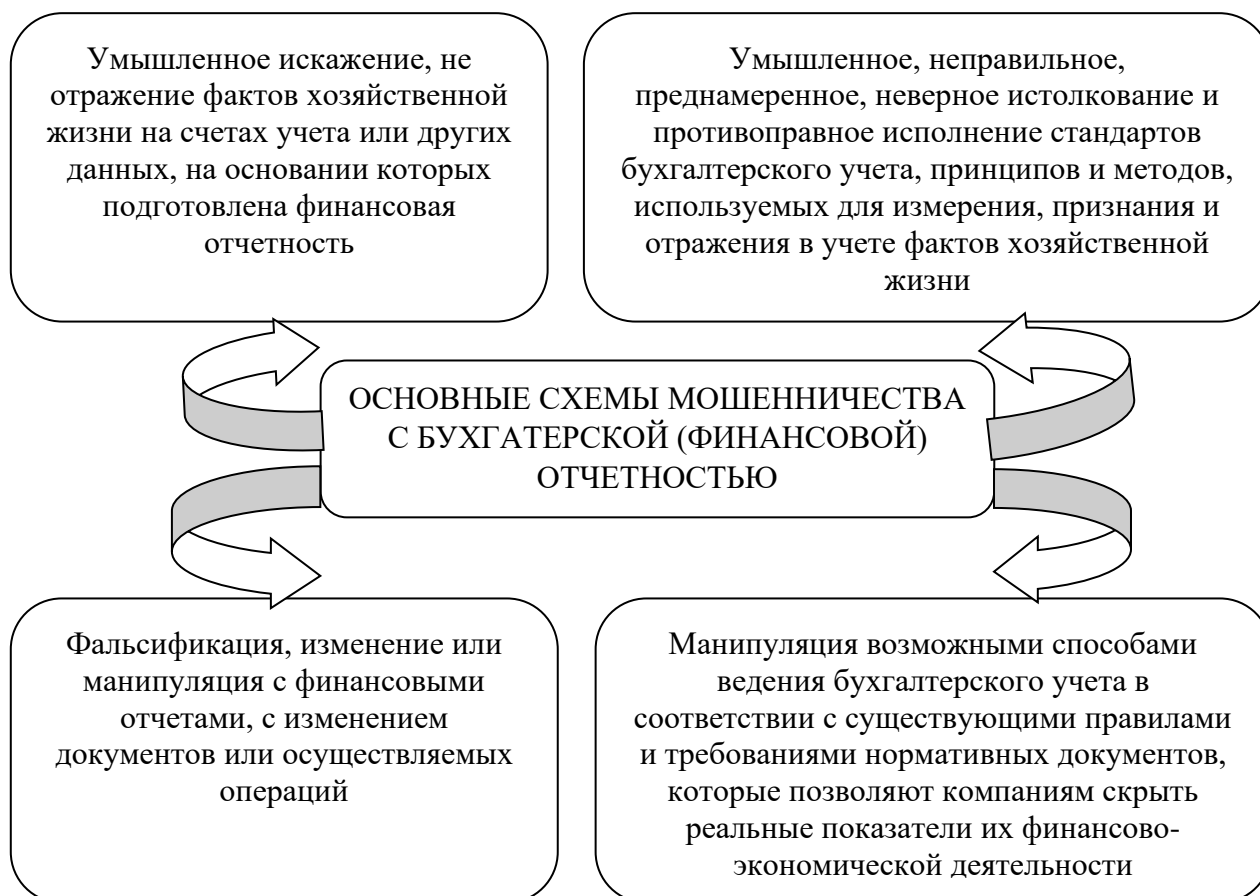 Умышленное искажение, не
отражение фактов хозяйственной
жизни на счетах учета или других
данных, на основании которых
подготовлена финансовая
отчетность
Умышленное, неправильное,
преднамеренное, неверное истолкование и
противоправное исполнение стандартов
бухгалтерского учета, принципов и методов,
используемых для измерения, признания и
отражения в учете фактов хозяйственной
жизни
ОСНОВНЫЕ СХЕМЫ МОШЕННИЧЕСТВА
С БУХГАТЕРСКОЙ (ФИНАНСОВОЙ)
ОТЧЕТНОСТЬЮ
Фальсификация, изменение или
манипуляция с финансовыми
отчетами, с изменением
документов или осуществляемых
операций
Манипуляция возможными способами
ведения бухгалтерского учета в
соответствии с существующими правилами
и требованиями нормативных документов,
которые позволяют компаниям скрыть
реальные показатели их финансово-
экономической деятельности